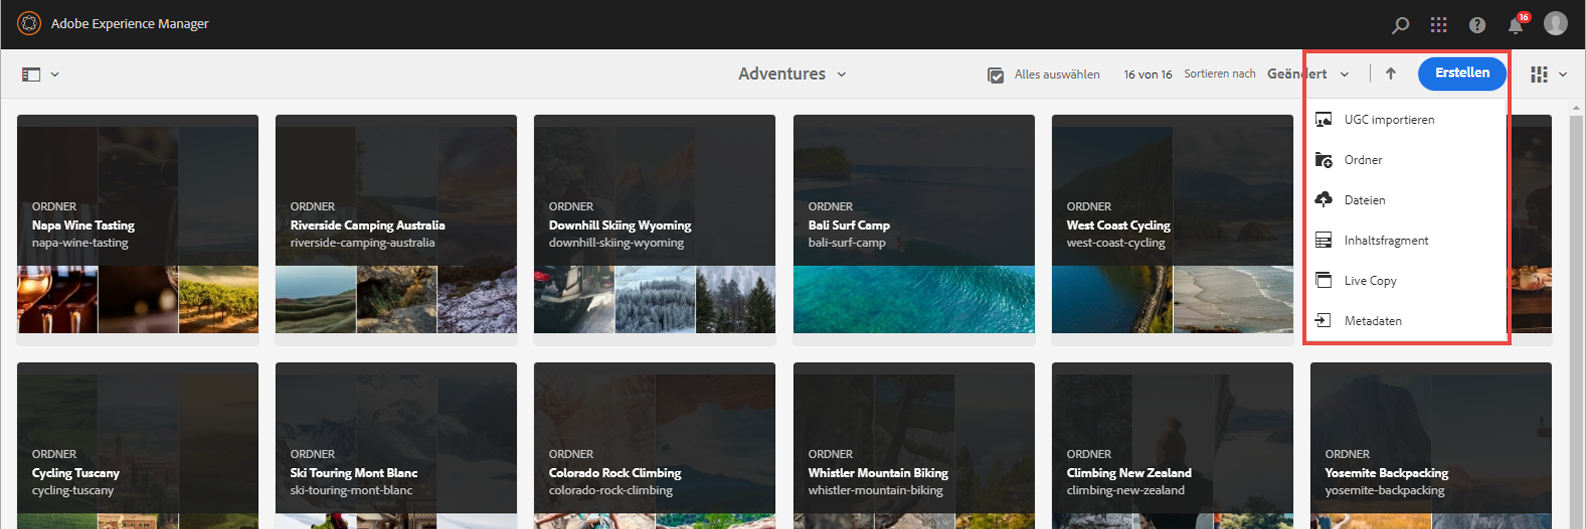 Adobe Experience Manager
16
Adventures
Alles auswählen
16 von 16
Sortieren nach
Geändert
Erstellen
UGC importieren
Ordner
Dateien
Inhaltsfragment
Live Copy
Metadaten
ORDNER
Napa Wine Tasting
napa-wine-tasting
ORDNER
Riverside Camping Australia
riverside-camping-australia
ORDNER
Downhill Skiing Wyoming
downhill-skiing-wyoming
ORDNER
Bali Surf Camp
bali-surf-camp
ORDNER
West Coast Cycling
west-coast-cycling
ORDNER
Cycling Tuscany
cycling-tuscany
ORDNER
Ski Touring Mont Blanc
ski-touring-mont-blanc
ORDNER
Colorado Rock Climbing
colorado-rock-climbing
ORDNER
Whistler Mountain Biking
whistler-mountain-biking
ORDNER
Climbing New Zealand
climbing-new-zealand
ORDNER
Yosemite Backpacking
yosemite-backpacking